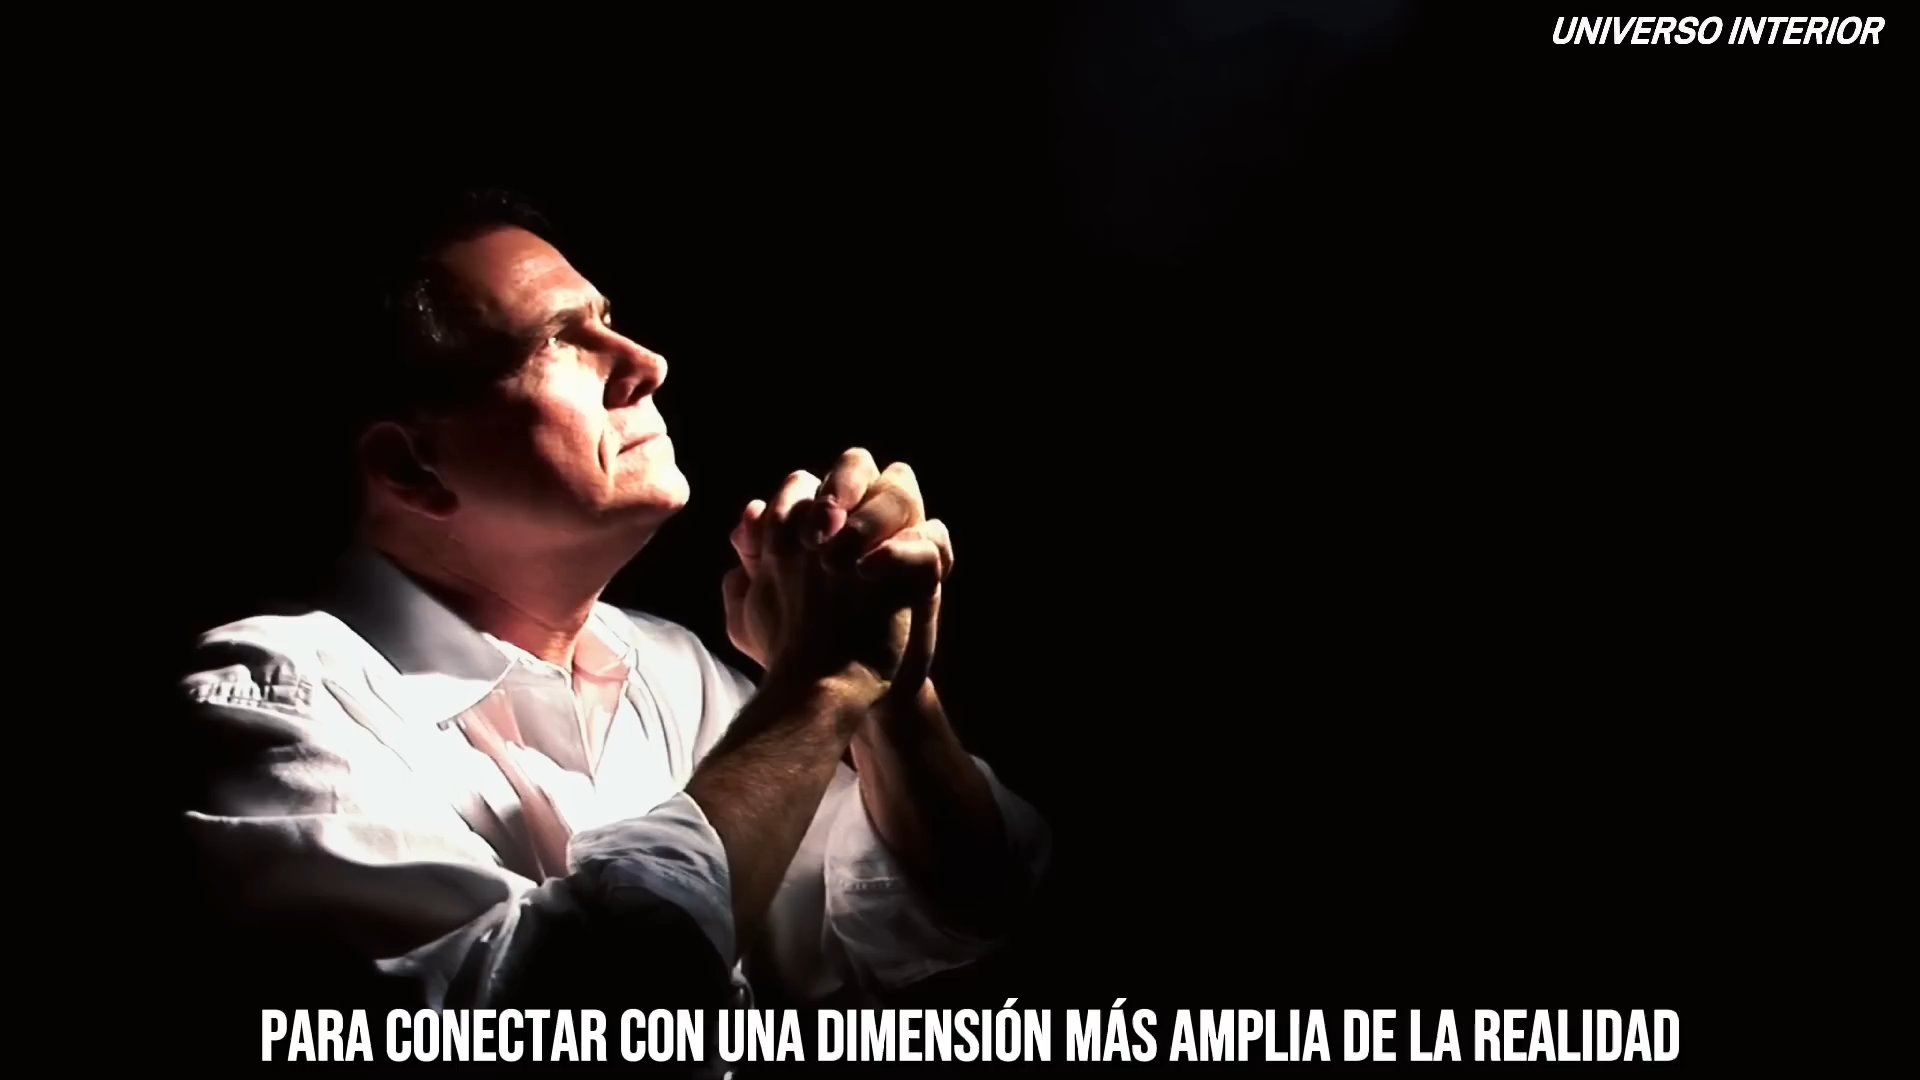 UNIVERSO INTERIOR
PARA CONECTAR CON UNA DIMENSIÓN MÁS AMPLIA DE LA REALIDAD